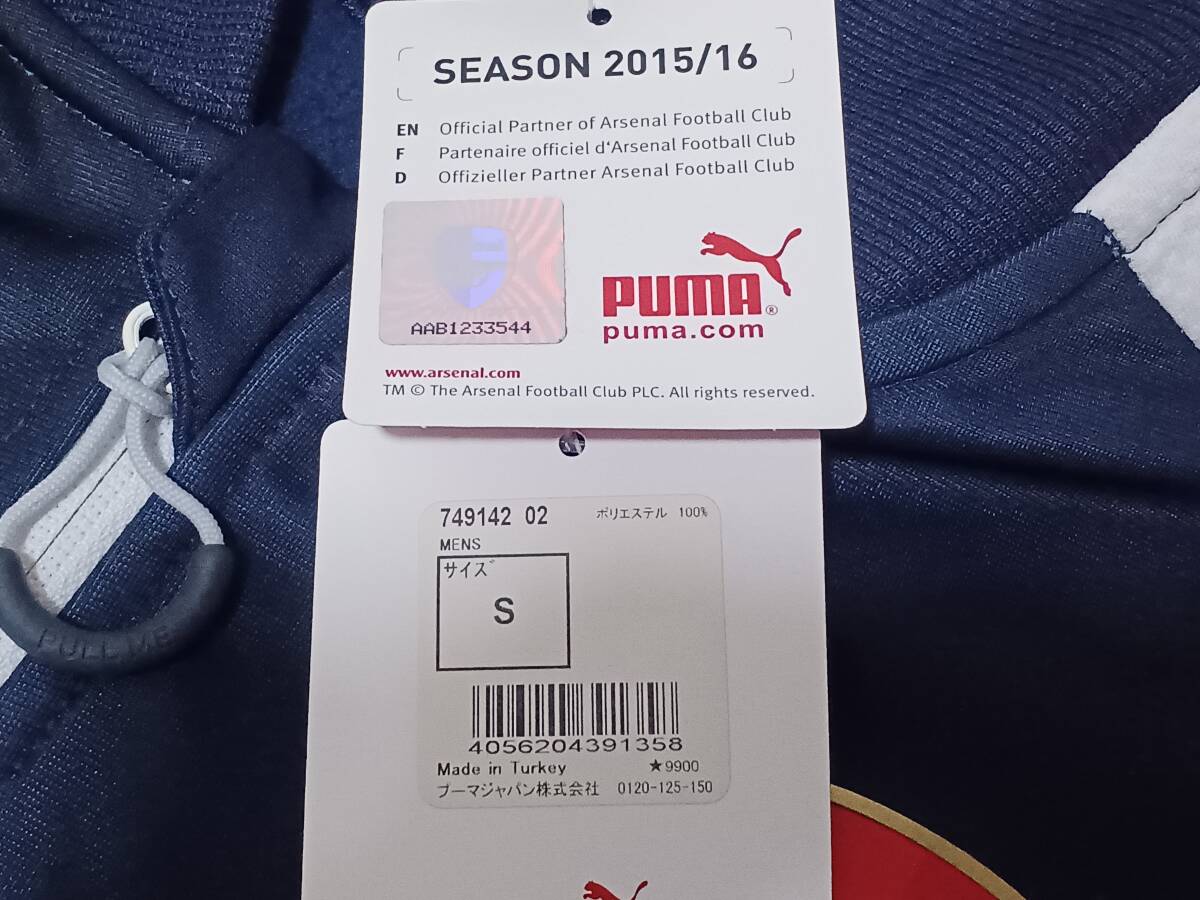 SEASON 2015/16
EN Official Partner of Arsenal Football Club
F Partenaire officiel d'Arsenal Football Club
D Offizieller Partner Arsenal Football Club
AAB1233544
PUMA®
puma.com
www.arsenal.com
TM © The Arsenal Football Club PLC. All rights reserved.
749142 02 ポリエステル 100%
MENS
サイズ
S
4056204391358
Made in Turkey ★9900
プーマジャパン株式会社 0120-125-150
PULL ME